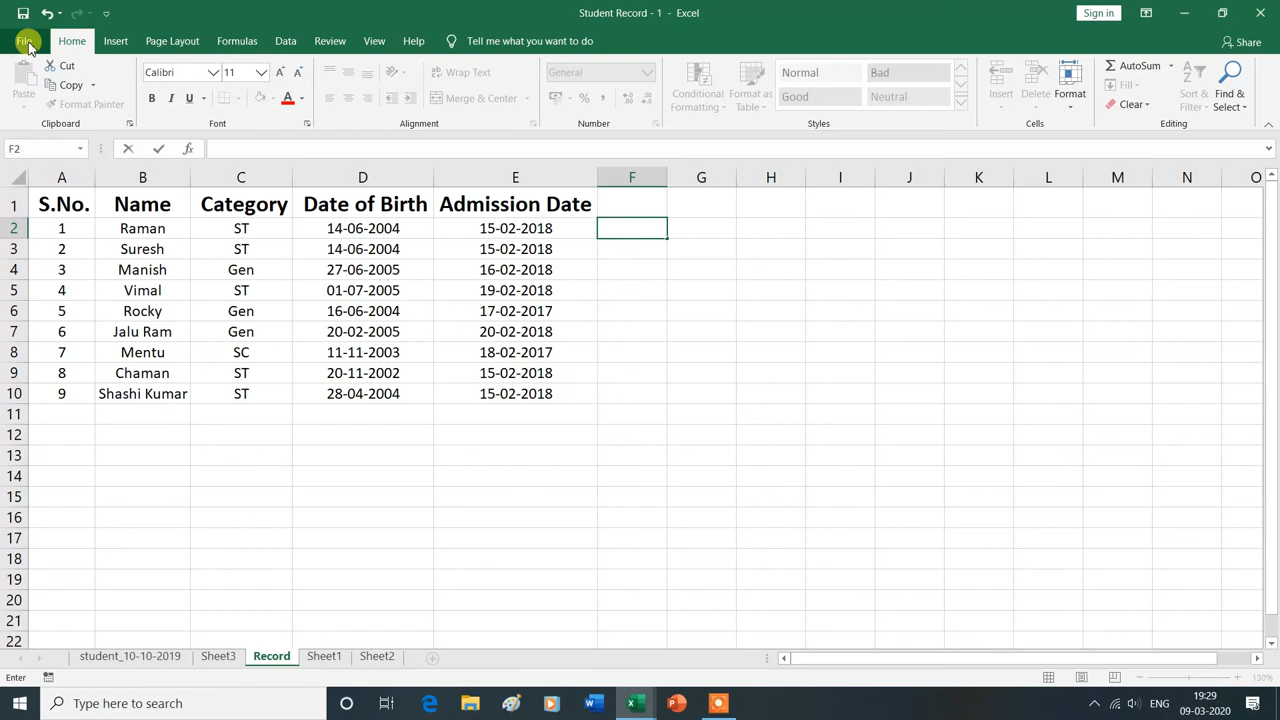 Student Record - 1 - Excel
Sign in
File Home Insert Page Layout Formulas Data Review View Help Tell me what you want to do Share
Cut
Copy
Format Painter
Paste
Clipboard
Calibri 11
B I U
Font
Wrap Text
Merge & Center
Alignment
General
Number
Conditional Formatting
Format as Table
Normal Bad
Good Neutral
Styles
Insert Delete Format
Cells
AutoSum
Fill
Clear
Sort & Filter
Find & Select
Editing
F2
A B C D E F G H I J K L M N O
1 S.No. Name Category Date of Birth Admission Date
2 1 Raman ST 14-06-2004 15-02-2018
3 2 Suresh ST 14-06-2004 15-02-2018
4 3 Manish Gen 27-06-2005 16-02-2018
5 4 Vimal ST 01-07-2005 19-02-2018
6 5 Rocky Gen 16-06-2004 17-02-2017
7 6 Jalu Ram Gen 20-02-2005 20-02-2018
8 7 Mentu SC 11-11-2003 18-02-2017
9 8 Chaman ST 20-11-2002 15-02-2018
10 9 Shashi Kumar ST 28-04-2004 15-02-2018
11
12
13
14
15
16
17
18
19
20
21
22
student_10-10-2019 Sheet3 Record Sheet1 Sheet2
Enter
130%
Type here to search
ENG
19:29
09-03-2020